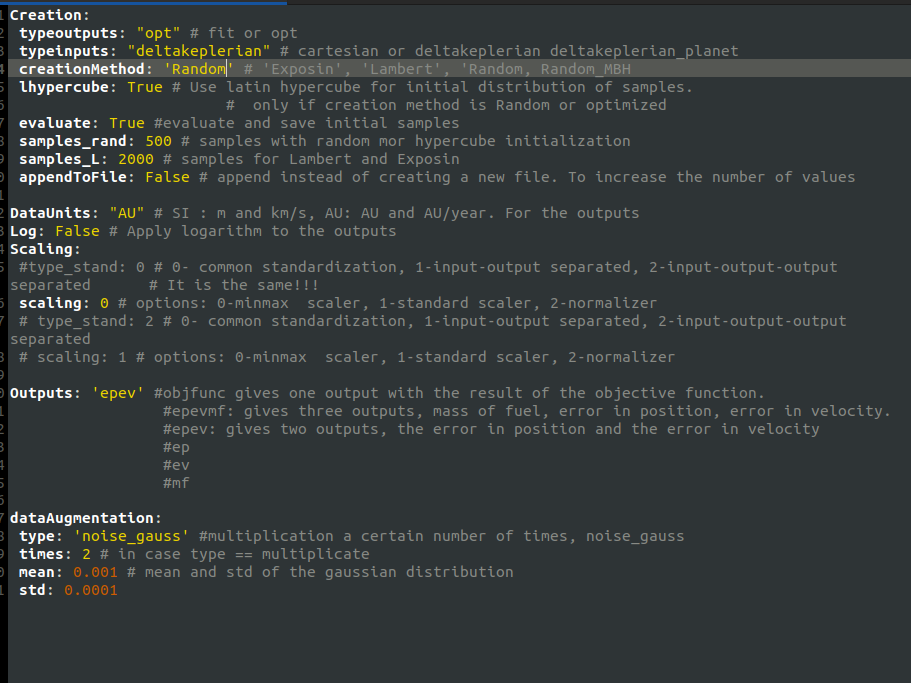 Creation:
typeoutputs: "opt" # fit or opt
typeinputs: "deltakeplerian" # cartesian or deltakeplerian deltakeplerian_planet
creationMethod: 'Random' # 'Exposin', 'Lambert', 'Random, Random_MBH
lhypercube: True # Use latin hypercube for initial distribution of samples.
# only if creation method is Random or optimized
evaluate: True #evaluate and save initial samples
samples_rand: 500 # samples with random mor hypercube initialization
samples_L: 2000 # samples for Lambert and Exposin
appendToFile: False # append instead of creating a new file. To increase the number of values
DataUnits: "AU" # SI : m and km/s, AU: AU and AU/year. For the outputs
Log: False # Apply logarithm to the outputs
Scaling:
#type_stand: 0 # 0- common standardization, 1-input-output separated, 2-input-output-output
separated # It is the same!!!
scaling: 0 # options: 0-minmax scaler, 1-standard scaler, 2-normalizer
# type_stand: 2 # 0- common standardization, 1-input-output separated, 2-input-output-output
separated
# scaling: 1 # options: 0-minmax scaler, 1-standard scaler, 2-normalizer
Outputs: 'epev' #objfunc gives one output with the result of the objective function.
#epevmf: gives three outputs, mass of fuel, error in position, error in velocity.
#epev: gives two outputs, the error in position and the error in velocity
#ep
#ev
#mf
dataAugmentation:
type: 'noise_gauss' #multiplication a certain number of times, noise_gauss
times: 2 # in case type == multiplicate
mean: 0.001 # mean and std of the gaussian distribution
std: 0.0001